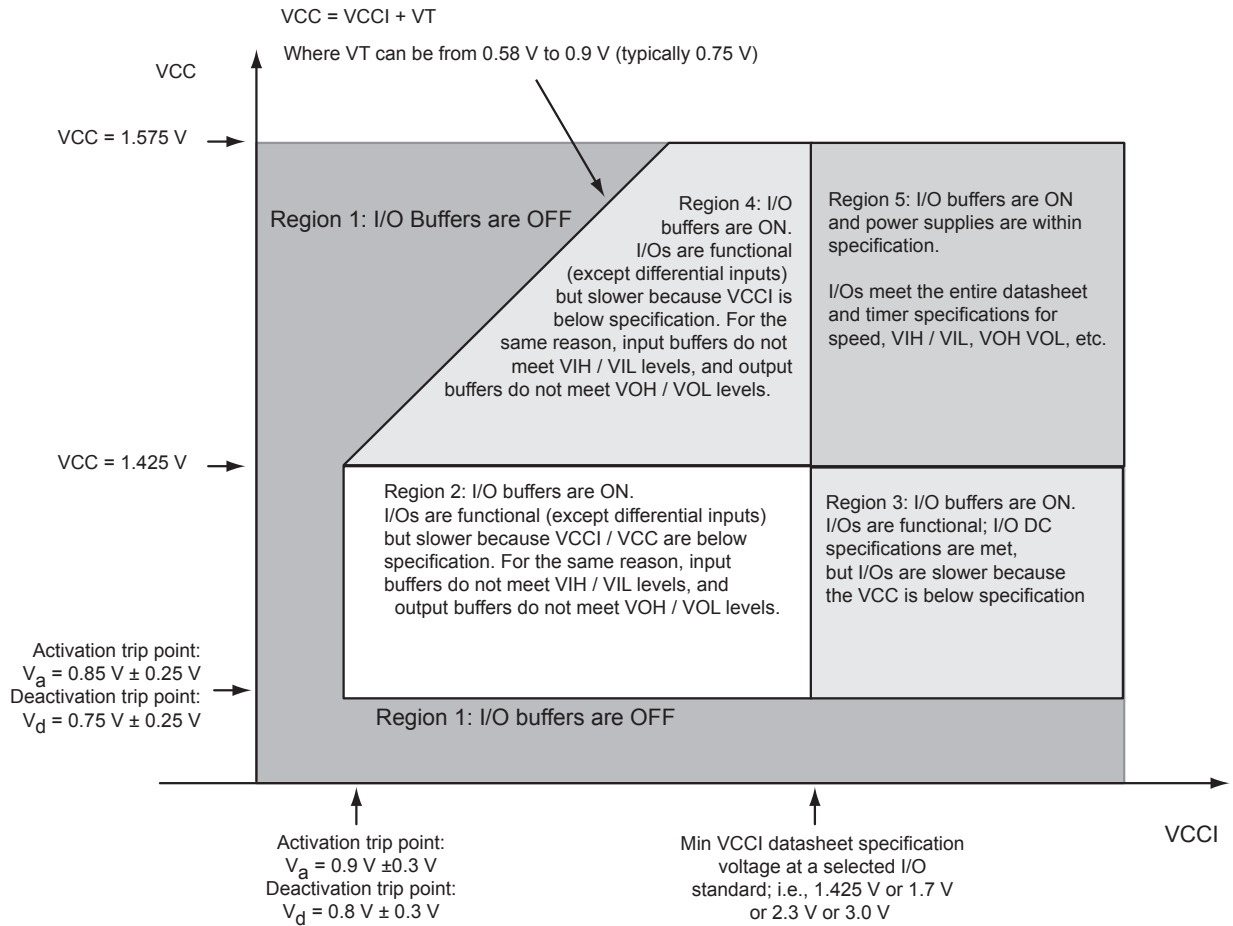 VCC = VCCI + VT
Where VT can be from 0.58 V to 0.9 V (typically 0.75 V)
VCC
VCC = 1.575 V
Region 1: I/O Buffers are OFF
Region 4: I/O
buffers are ON.
I/Os are functional
(except differential inputs)
but slower because VCCI is
below specification. For the
same reason, input buffers do not
meet VIH / VIL levels, and output
buffers do not meet VOH / VOL levels.
Region 5: I/O buffers are ON
and power supplies are within
specification.
I/Os meet the entire datasheet
and timer specifications for
speed, VIH / VIL, VOH VOL, etc.
VCC = 1.425 V
Region 2: I/O buffers are ON.
I/Os are functional (except differential inputs)
but slower because VCCI / VCC are below
specification. For the same reason, input
buffers do not meet VIH / VIL levels, and
output buffers do not meet VOH / VOL levels.
Region 3: I/O buffers are ON.
I/Os are functional; I/O DC
specifications are met,
but I/Os are slower because
the VCC is below specification
Activation trip point:
Va = 0.85 V ± 0.25 V
Deactivation trip point:
Vd = 0.75 V ± 0.25 V
Region 1: I/O buffers are OFF
VCCI
Activation trip point:
Va = 0.9 V ±0.3 V
Deactivation trip point:
Vd = 0.8 V ± 0.3 V
Min VCCI datasheet specification
voltage at a selected I/O
standard; i.e., 1.425 V or 1.7 V
or 2.3 V or 3.0 V